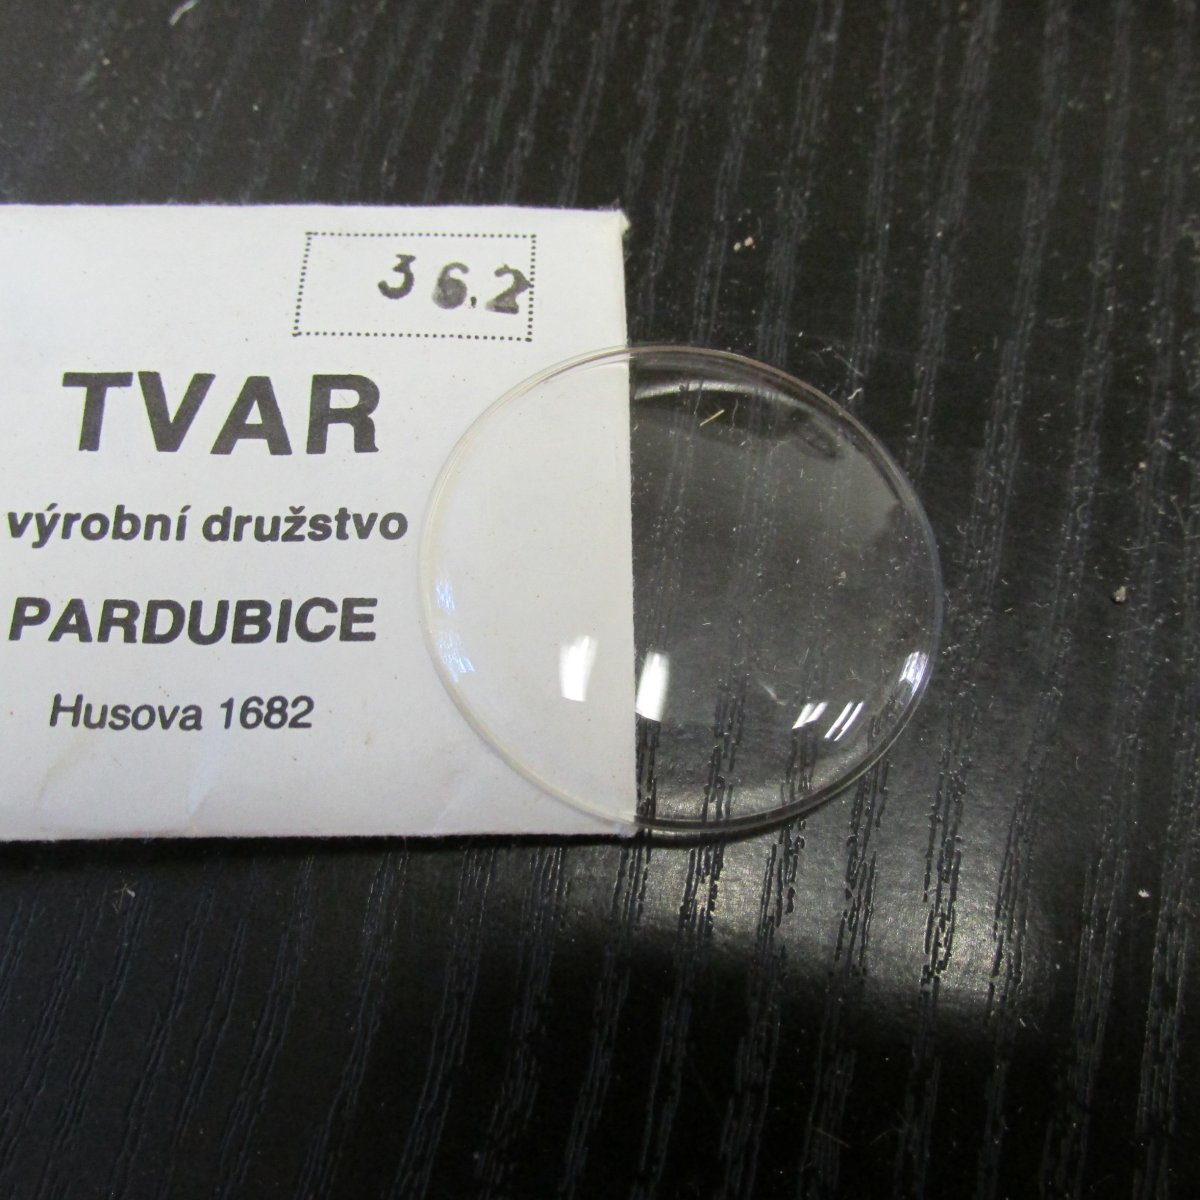 36.2
TVAR
výrobní družstvo
PARDUBICE
Husova 1682